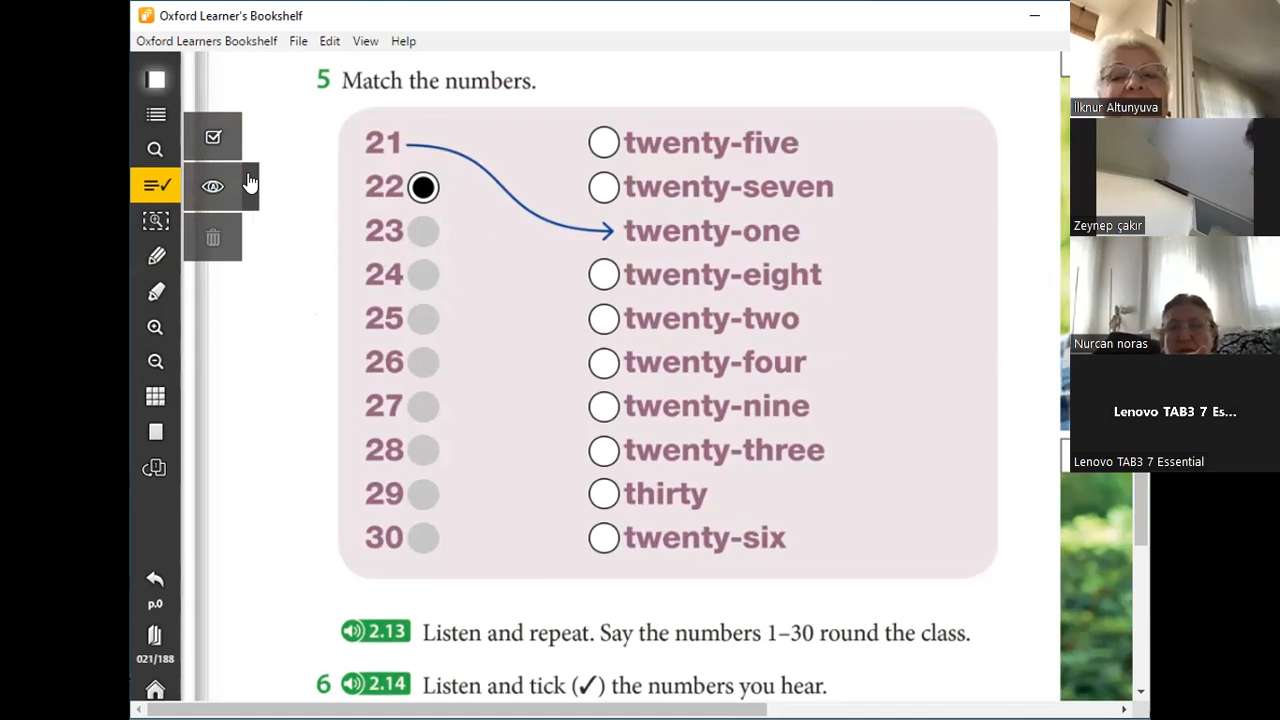 Oxford Learner's Bookshelf
Oxford Learners Bookshelf File Edit View Help
5 Match the numbers.
21 twenty-five
22 twenty-seven
23 twenty-one
24 twenty-eight
25 twenty-two
26 twenty-four
27 twenty-nine
28 twenty-three
29 thirty
30 twenty-six
2.13 Listen and repeat. Say the numbers 1–30 round the class.
6 2.14 Listen and tick (✓) the numbers you hear.
p.0
021/188
İlknur Altunyuva
Zeynep çakır
Nurcan noras
Lenovo TAB3 7 Es...
Lenovo TAB3 7 Essential